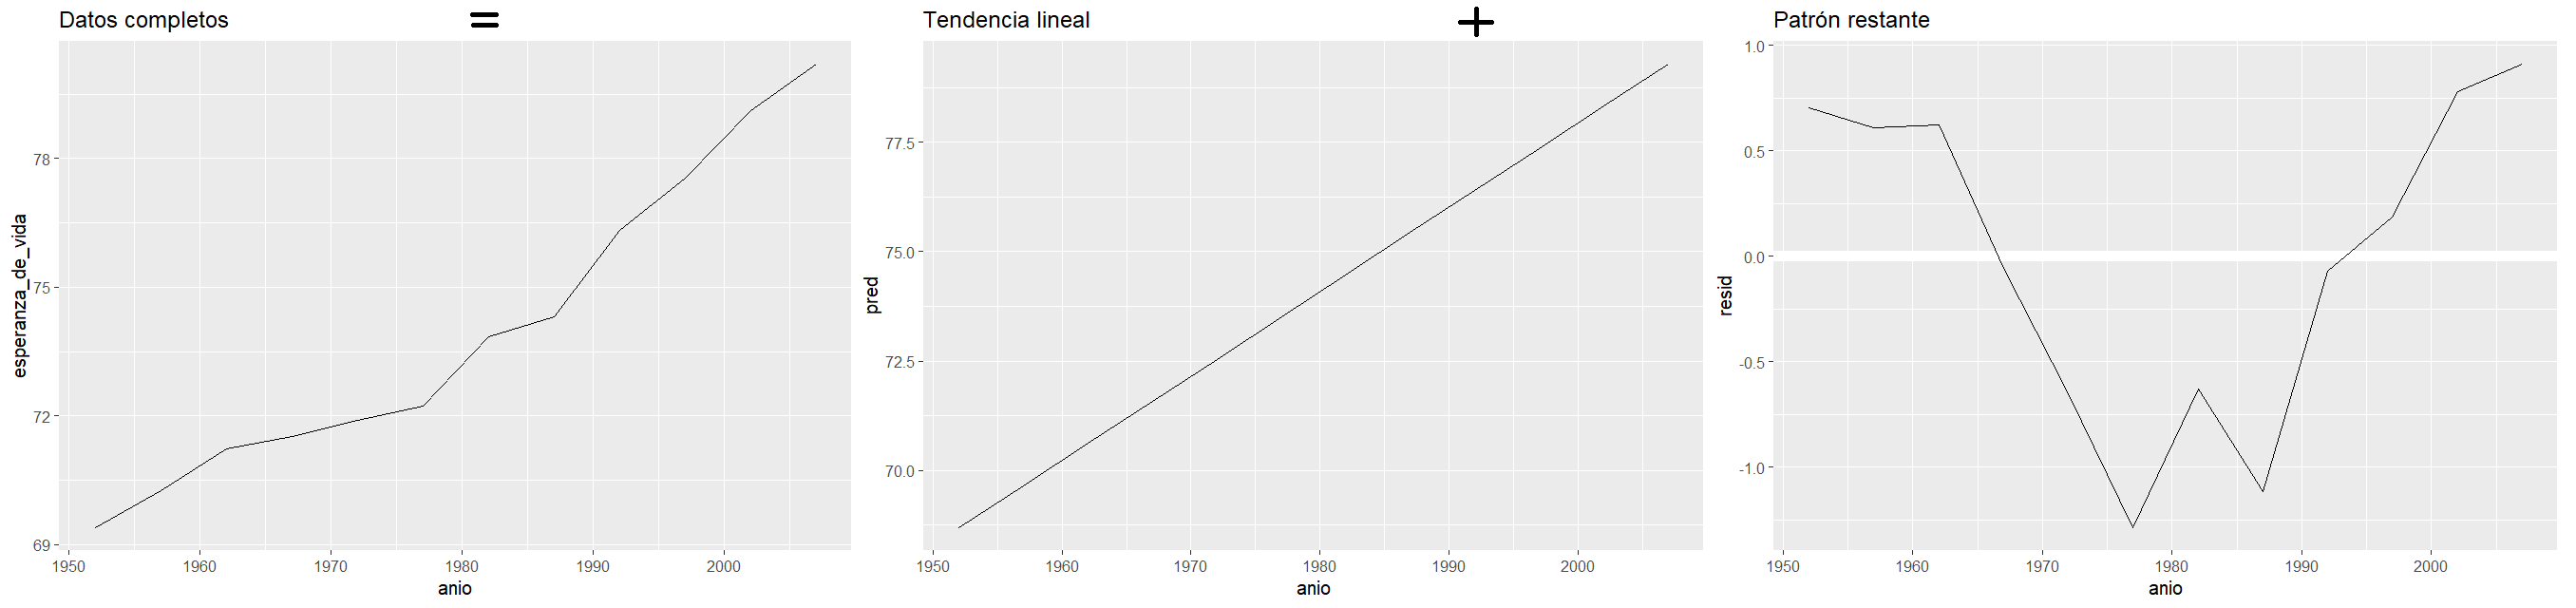 Datos completos
=
Tendencia lineal
+
Patrón restante
esperanza_de_vida
78
75
72
69
1950 1960 1970 1980 1990 2000
anio
pred
77.5
75.0
72.5
70.0
1950 1960 1970 1980 1990 2000
anio
resid
1.0
0.5
0.0
-0.5
-1.0
1950 1960 1970 1980 1990 2000
anio